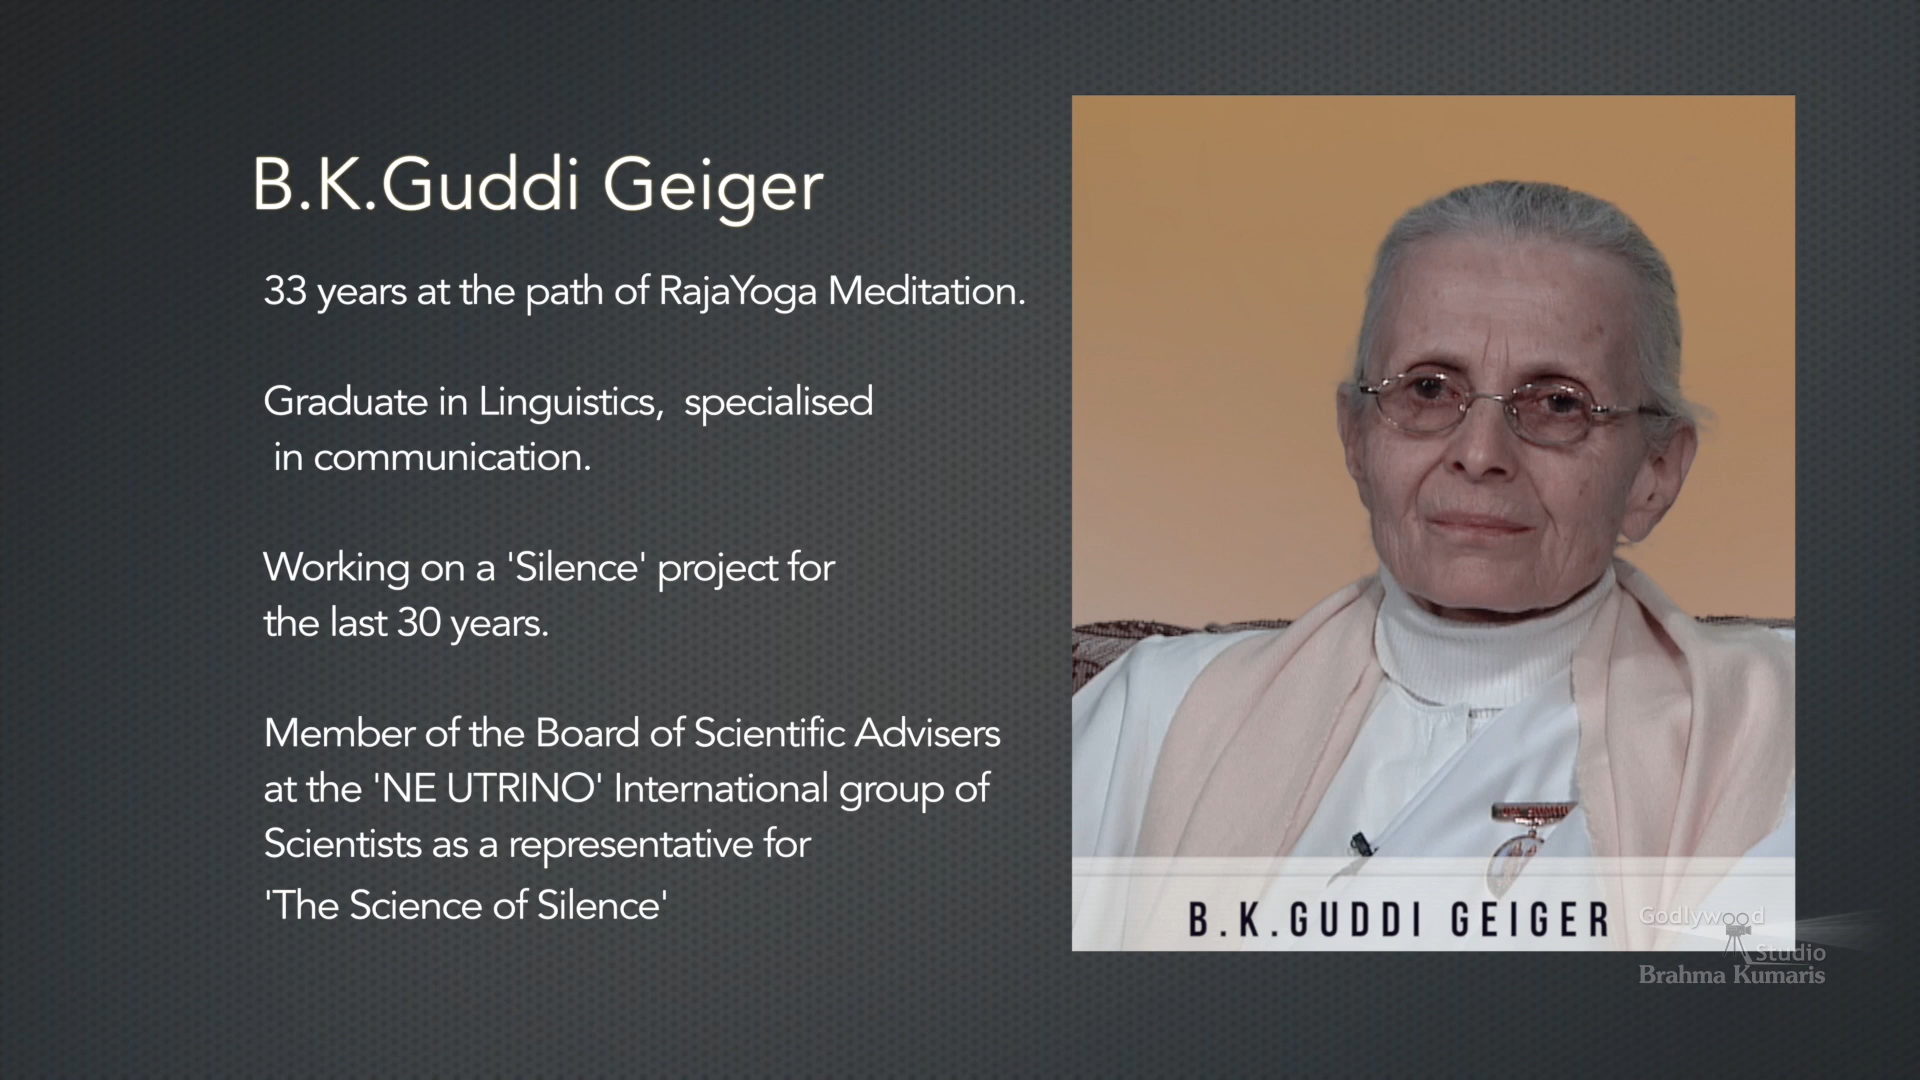 B.K.Guddi Geiger
33 years at the path of RajaYoga Meditation.
Graduate in Linguistics,  specialised
in communication.
Working on a 'Silence' project for
the last 30 years.
Member of the Board of Scientific Advisers
at the 'NE UTRINO' International group of
Scientists as a representative for
'The Science of Silence'
B.K.GUDDI GEIGER
Godlywood
Studio
Brahma Kumaris